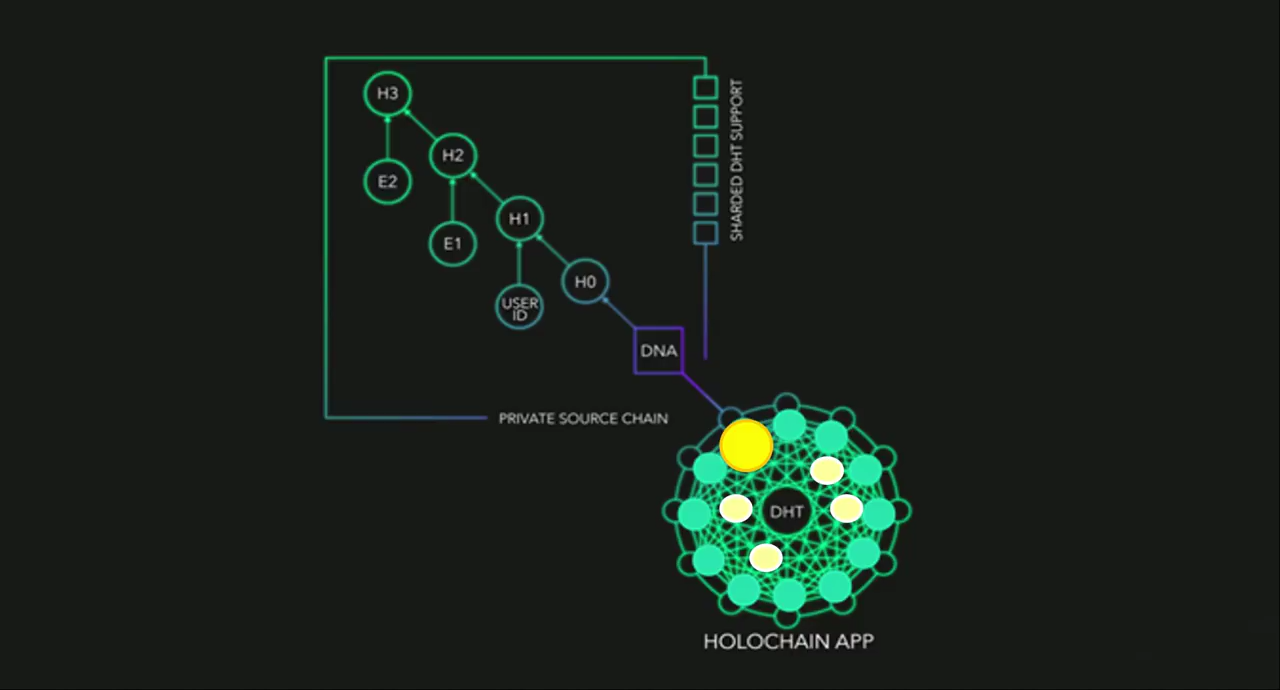 H3
H2
E2
H1
E1
H0
USER
ID
DNA
SHARDED DHT SUPPORT
PRIVATE SOURCE CHAIN
DHT
HOLOCHAIN APP